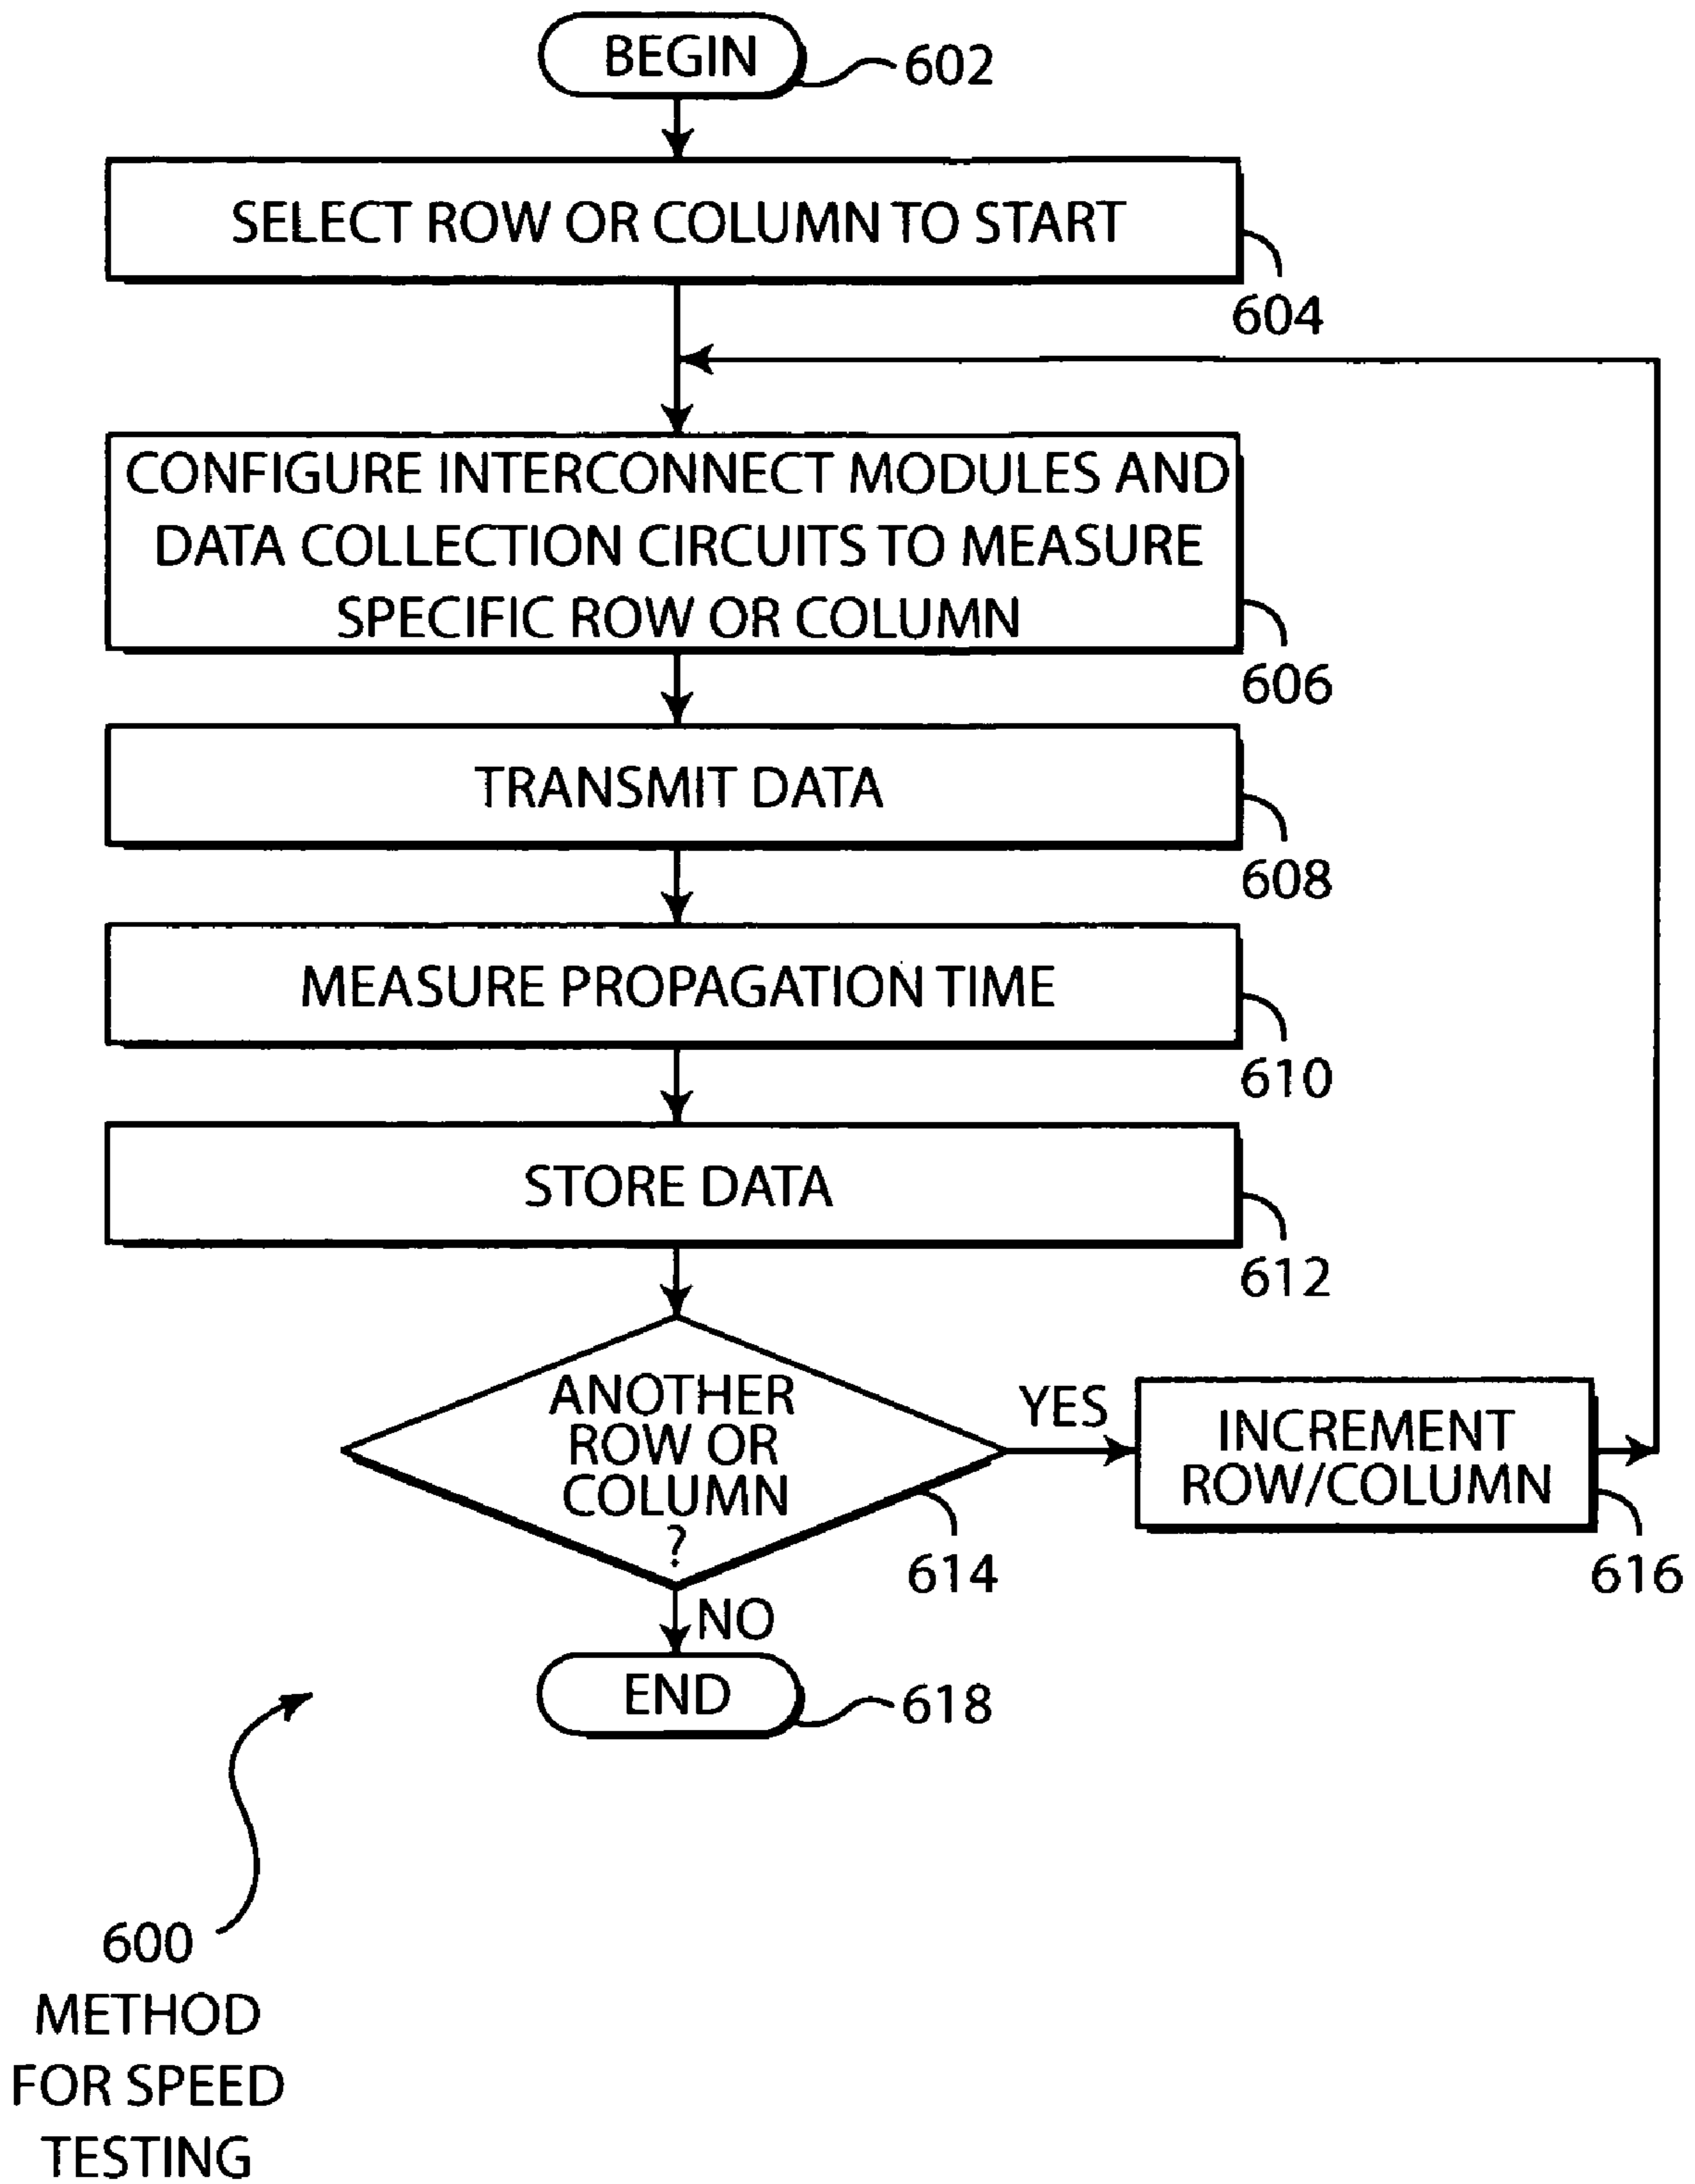 BEGIN
602
SELECT ROW OR COLUMN TO START
604
CONFIGURE INTERCONNECT MODULES AND
DATA COLLECTION CIRCUITS TO MEASURE
SPECIFIC ROW OR COLUMN
606
TRANSMIT DATA
608
MEASURE PROPAGATION TIME
610
STORE DATA
612
ANOTHER
ROW OR
COLUMN
?
614
YES
INCREMENT
ROW/COLUMN
616
NO
END
618
600
METHOD
FOR SPEED
TESTING